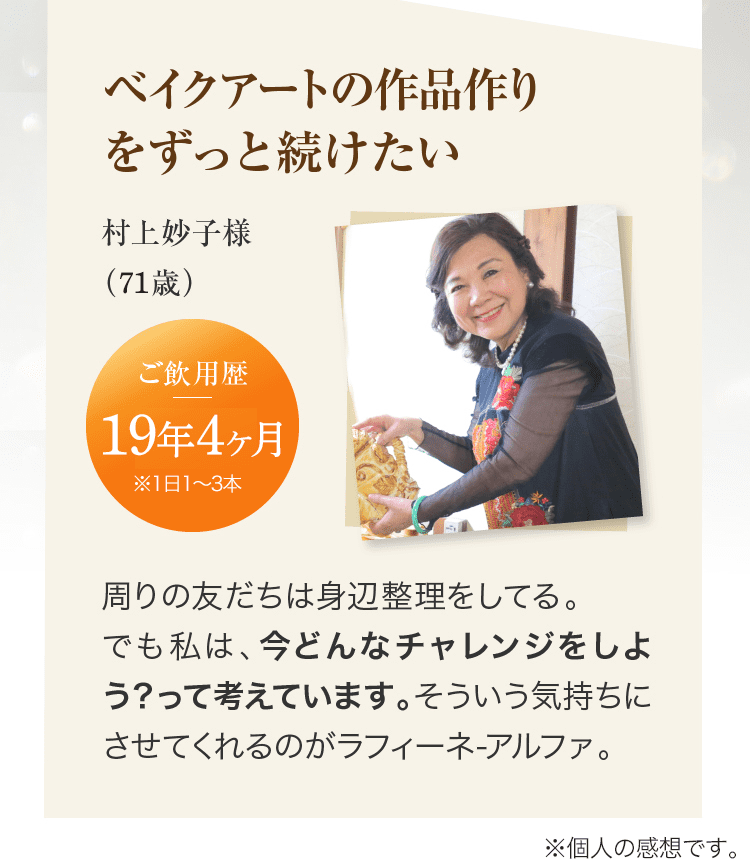 ベイクアートの作品作り
をずっと続けたい
村上妙子様
（71歳）
ご飲用歴
19年4ヶ月
※1日1〜3本
周りの友だちは身辺整理をしてる。
でも私は、今どんなチャレンジをしよ
う？って考えています。そういう気持ちに
させてくれるのがラフィーネ-アルファ。
※個人の感想です。